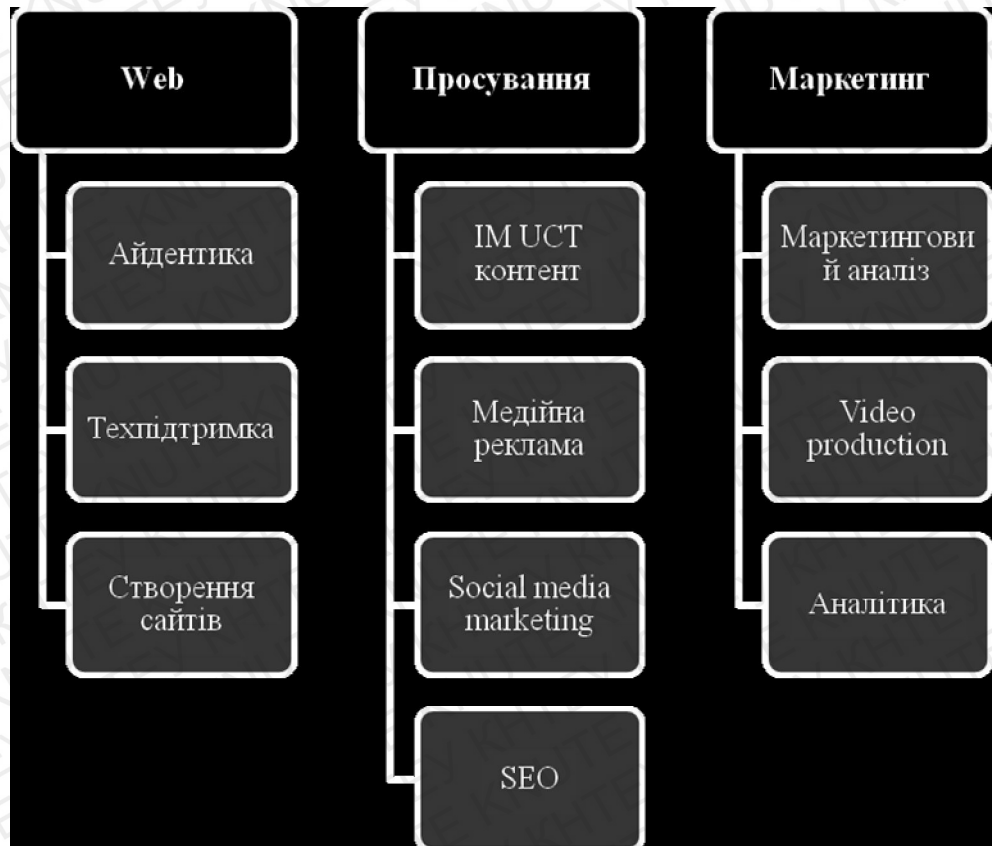 Web
Айдентика
Техпідтримка
Створення
сайтів
Просування
IM UCT
контент
Медійна
реклама
Social media
marketing
SEO
Маркетинг
Маркетингови
й аналіз
Video
production
Аналітика